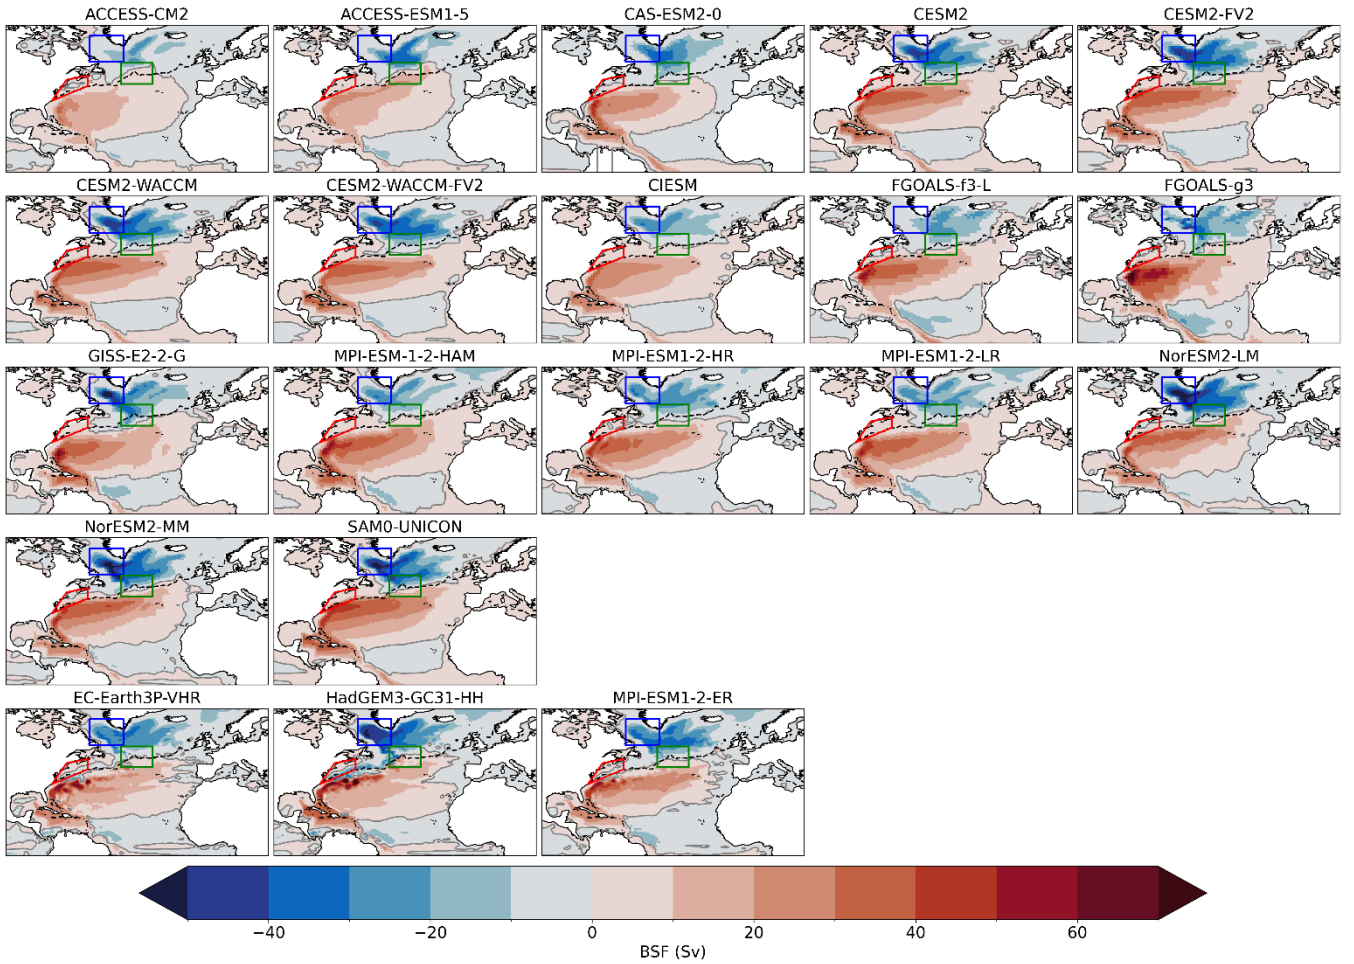 ACCESS-CM2 ACCESS-ESM1-5 CAS-ESM2-0 CESM2 CESM2-FV2
CESM2-WACCM CESM2-WACCM-FV2 CIESM FGOALS-f3-L FGOALS-g3
GISS-E2-2-G MPI-ESM-1-2-HAM MPI-ESM1-2-HR MPI-ESM1-2-LR NorESM2-LM
NorESM2-MM SAM0-UNICON
EC-Earth3P-VHR HadGEM3-GC31-HH MPI-ESM1-2-ER
−40 −20 0 20 40 60
BSF (Sv)